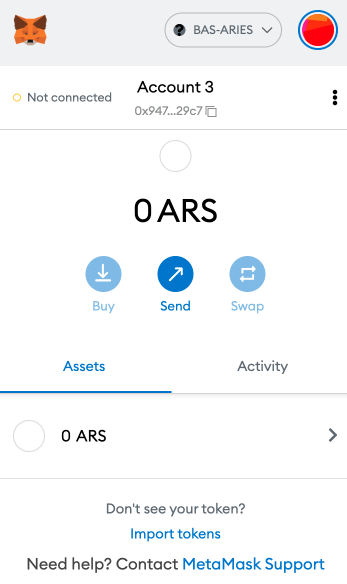 BAS-ARIES
Account 3
Not connected
0x947...29c7
0 ARS
Buy
Send
Swap
Assets
Activity
0 ARS
Don't see your token?
Import tokens
Need help? Contact MetaMask Support